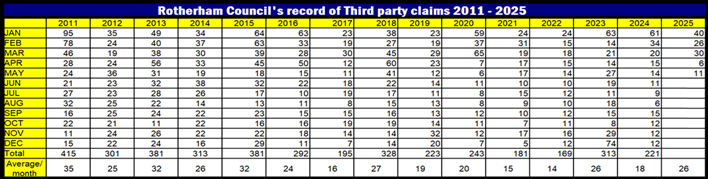 Rotherham Council's record of Third party claims 2011 - 2025
2011 2012 2013 2014 2015 2016 2017 2018 2019 2020 2021 2022 2023 2024 2025
JAN 95 35 49 34 64 63 23 38 23 59 24 24 63 61 40
FEB 78 24 40 37 63 33 19 27 19 37 31 15 14 34 26
MAR 46 19 38 30 39 28 30 45 29 65 19 18 21 20 30
APR 28 24 56 33 45 50 12 60 23 7 17 15 14 15 6
MAY 24 36 31 19 18 15 11 41 12 6 17 14 27 14 11
JUN 21 23 32 38 32 22 18 22 14 11 10 10 19 11
JUL 27 23 28 26 17 10 19 17 11 8 15 12 11 9
AUG 32 25 22 14 13 11 8 15 13 8 9 10 18 6
SEP 16 25 24 22 23 15 15 16 13 12 10 12 15 15
OCT 22 21 11 22 16 16 19 19 14 11 7 11 8 12
NOV 11 24 26 22 22 18 14 14 32 12 17 16 29 12
DEC 15 22 24 16 29 11 7 14 20 7 5 12 74 12
Total 415 301 381 313 381 292 195 328 223 243 181 169 313 221
Average/
month 35 25 32 26 32 24 16 27 19 20 15 14 26 18 26